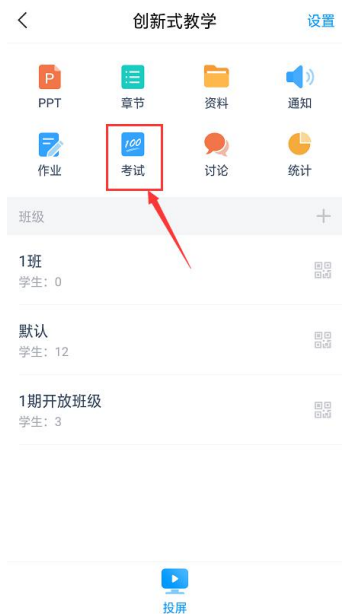 创新式教学 设置
PPT 章节 资料 通知
100
作业 考试 讨论 统计
班级
1班
学生：0
默认
学生：12
1期开放班级
学生：3
投屏